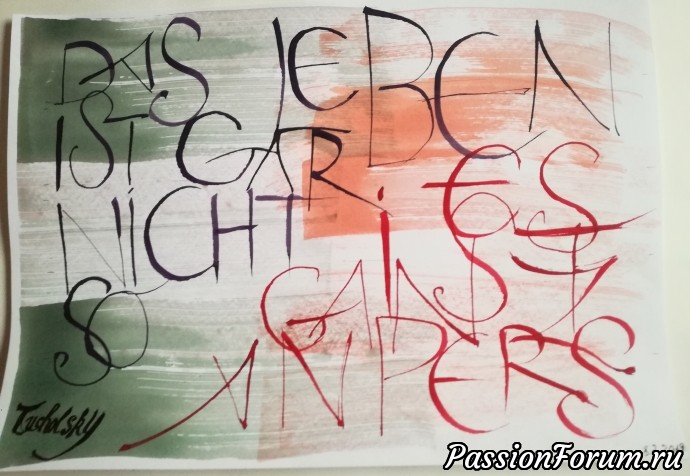 DAS LEBEN
IST GAR
NICHT
SO
ES
iST
GANZ
ANDERS
Tucholsky
PassionForum.ru